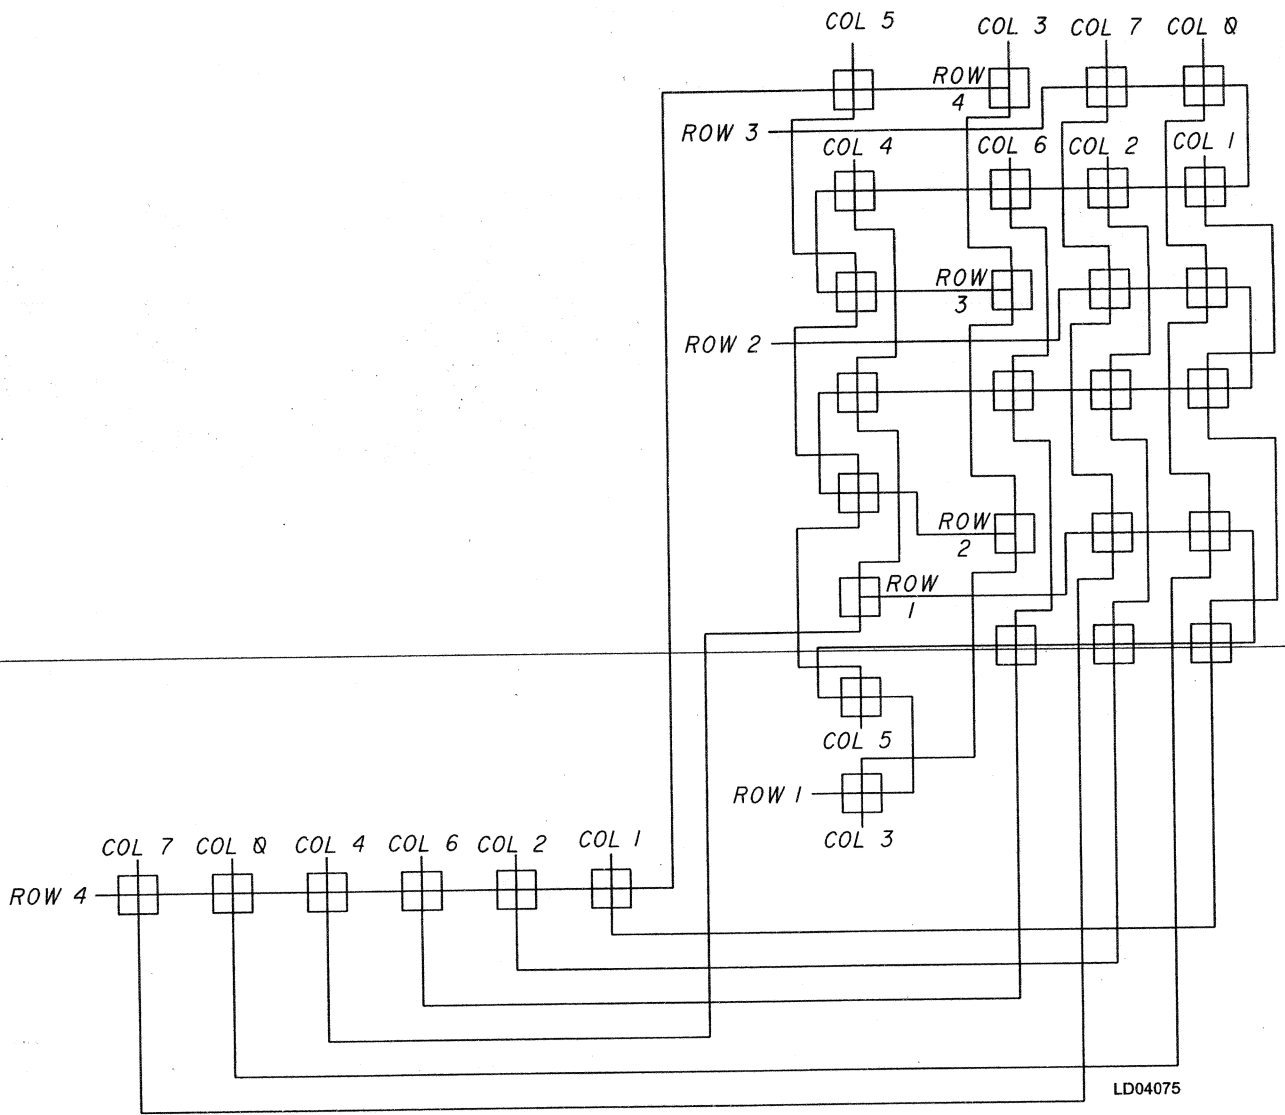 COL 5 COL 3 COL 7 COL 0
ROW
4
ROW 3
COL 4 COL 6 COL 2 COL 1
ROW
3
ROW 2
ROW
2
ROW
1
COL 5
ROW 1
COL 3
COL 7 COL 0 COL 4 COL 6 COL 2 COL 1
ROW 4
LD04075